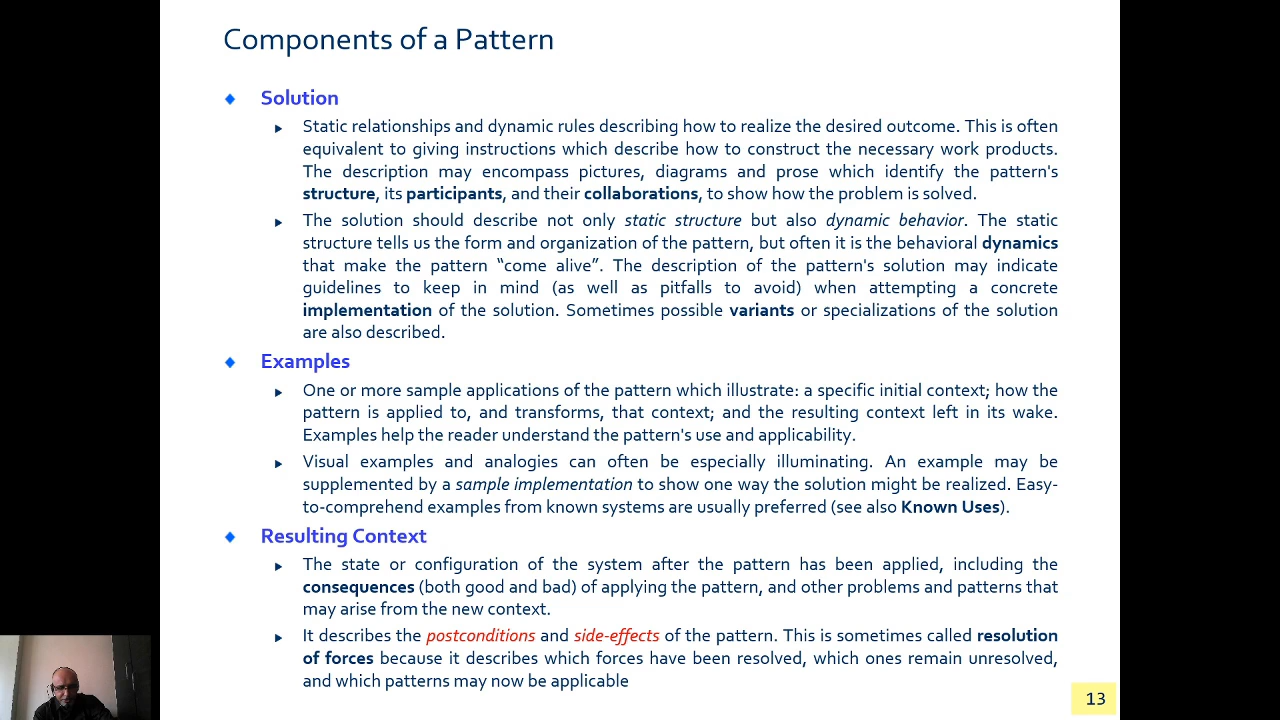 Components of a Pattern
Solution
Static relationships and dynamic rules describing how to realize the desired outcome. This is often
equivalent to giving instructions which describe how to construct the necessary work products.
The description may encompass pictures, diagrams and prose which identify the pattern's
structure, its participants, and their collaborations, to show how the problem is solved.
The solution should describe not only static structure but also dynamic behavior. The static
structure tells us the form and organization of the pattern, but often it is the behavioral dynamics
that make the pattern “come alive”. The description of the pattern's solution may indicate
guidelines to keep in mind (as well as pitfalls to avoid) when attempting a concrete
implementation of the solution. Sometimes possible variants or specializations of the solution
are also described.
Examples
One or more sample applications of the pattern which illustrate: a specific initial context; how the
pattern is applied to, and transforms, that context; and the resulting context left in its wake.
Examples help the reader understand the pattern's use and applicability.
Visual examples and analogies can often be especially illuminating. An example may be
supplemented by a sample implementation to show one way the solution might be realized. Easy-
to-comprehend examples from known systems are usually preferred (see also Known Uses).
Resulting Context
The state or configuration of the system after the pattern has been applied, including the
consequences (both good and bad) of applying the pattern, and other problems and patterns that
may arise from the new context.
It describes the postconditions and side-effects of the pattern. This is sometimes called resolution
of forces because it describes which forces have been resolved, which ones remain unresolved,
and which patterns may now be applicable
13